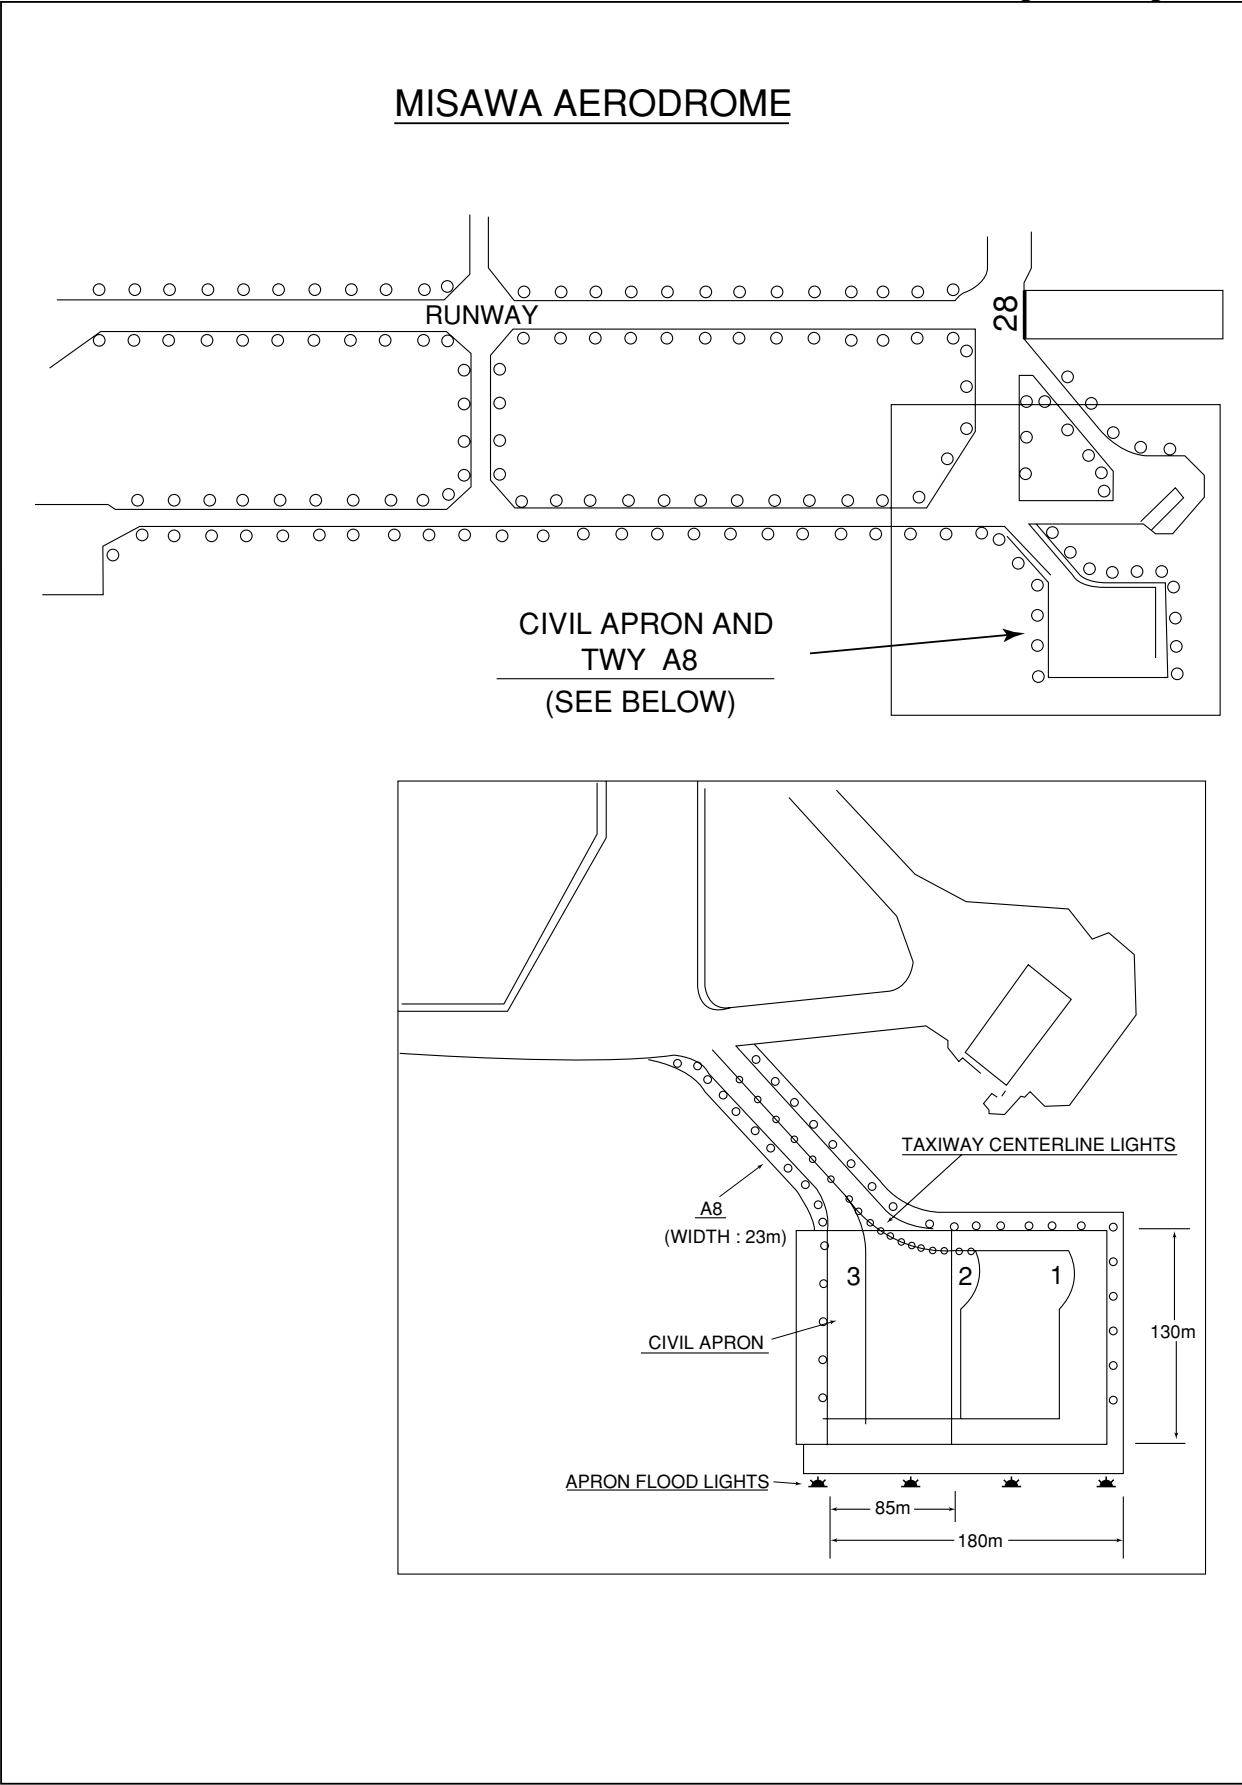 MISAWA AERODROME
RUNWAY
28
CIVIL APRON AND
TWY A8
(SEE BELOW)
TAXIWAY CENTERLINE LIGHTS
A8
(WIDTH : 23m)
3
2
1
130m
CIVIL APRON
APRON FLOOD LIGHTS
85m
180m